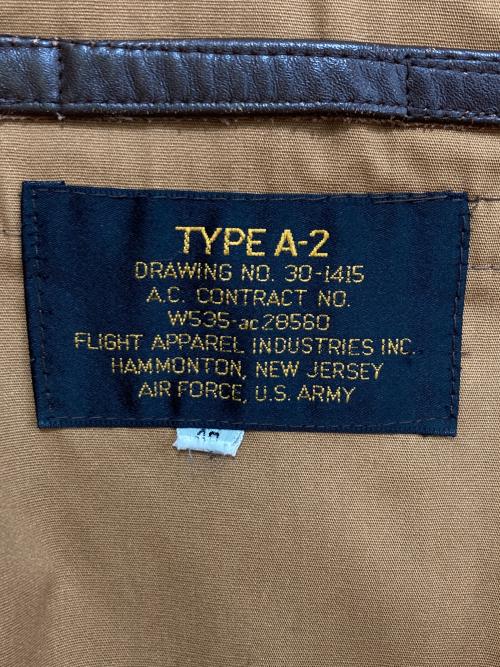 TYPE A-2
DRAWING NO. 30-1415
A.C. CONTRACT NO.
W535-ac28560
FLIGHT APPAREL INDUSTRIES INC.
HAMMONTON, NEW JERSEY
AIR FORCE, U.S. ARMY